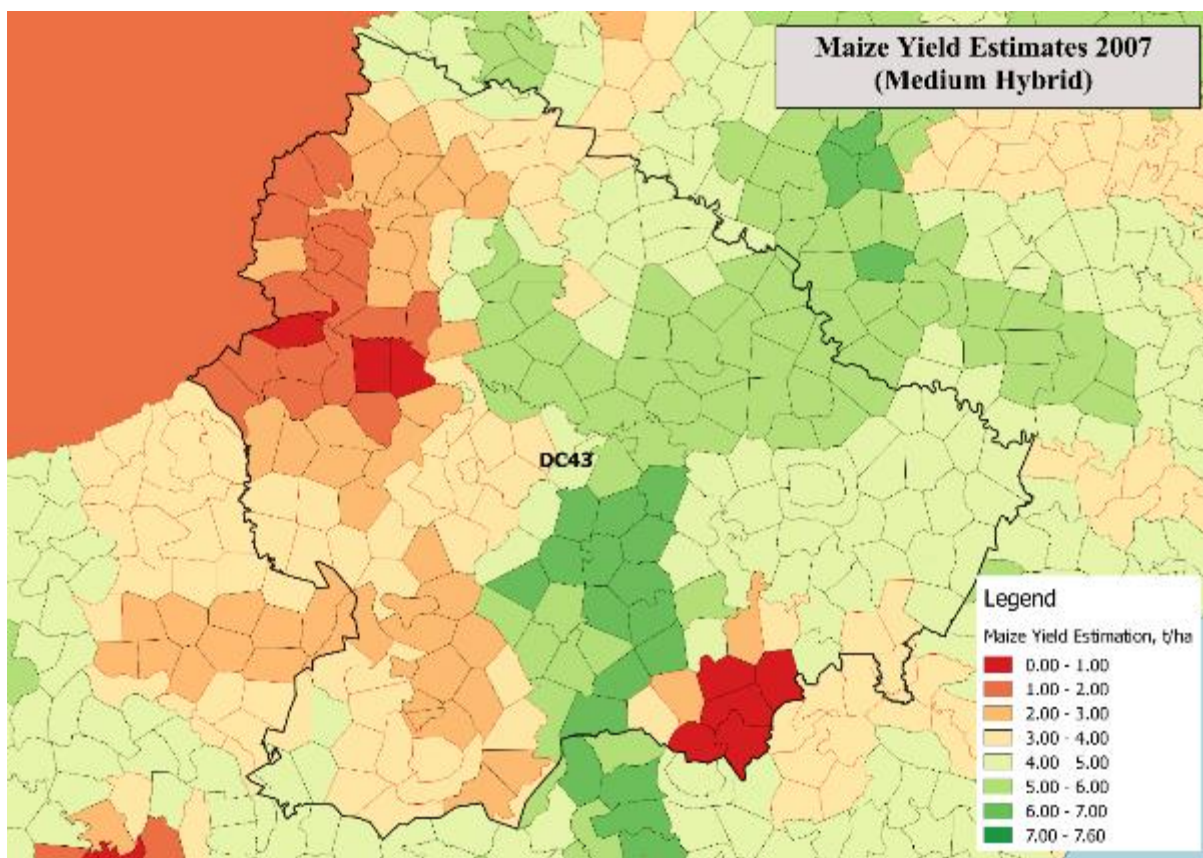 Maize Yield Estimates 2007
(Medium Hybrid)
DC43
Legend
Maize Yield Estimation, t/ha
0.00 - 1.00
1.00 - 2.00
2.00 - 3.00
3.00 - 4.00
4.00 - 5.00
5.00 - 6.00
6.00 - 7.00
7.00 - 7.60